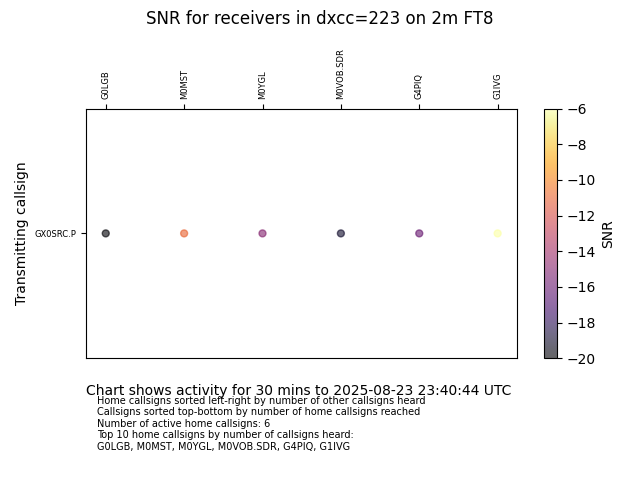 SNR for receivers in dxcc=223 on 2m FT8
G0LGB
M0MST
M0YGL
M0VOB.SDR
G4PIQ
G1IVG
Transmitting callsign
GX0SRC.P
−6
−8
−10
−12
−14
−16
−18
−20
SNR
Chart shows activity for 30 mins to 2025-08-23 23:40:44 UTC
Home callsigns sorted left-right by number of other callsigns heard
Callsigns sorted top-bottom by number of home callsigns reached
Number of active home callsigns: 6
Top 10 home callsigns by number of callsigns heard:
G0LGB, M0MST, M0YGL, M0VOB.SDR, G4PIQ, G1IVG